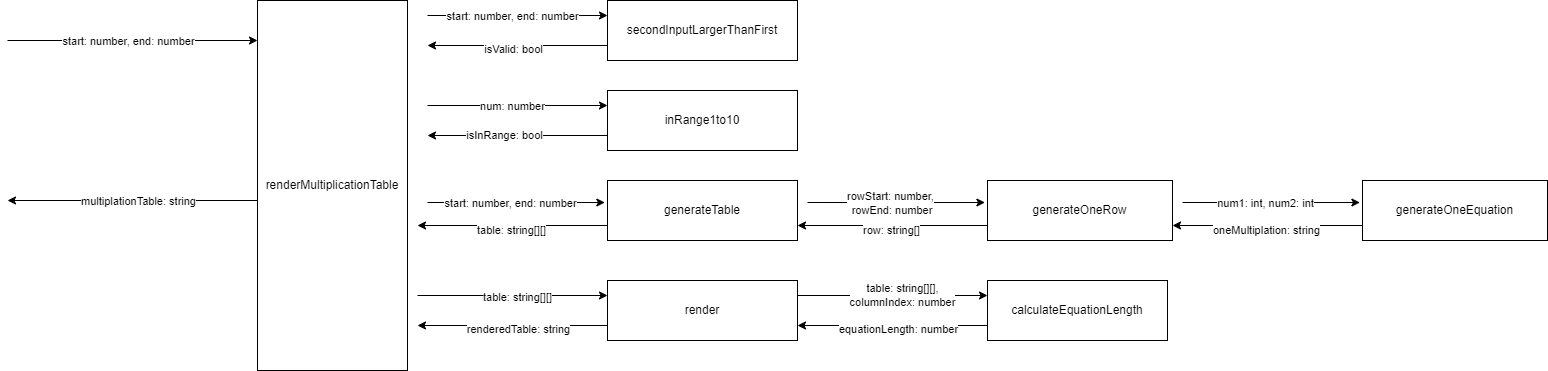 start: number, end: number
renderMultiplicationTable
multiplationTable: string
start: number, end: number
secondInputLargerThanFirst
isValid: bool
num: number
inRange1to10
isInRange: bool
start: number, end: number
generateTable
table: string[][]
rowStart: number,
rowEnd: number
generateOneRow
row: string[]
num1: int, num2: int
generateOneEquation
oneMultiplation: string
table: string[][]
render
renderedTable: string
table: string[][],
columnIndex: number
calculateEquationLength
equationLength: number